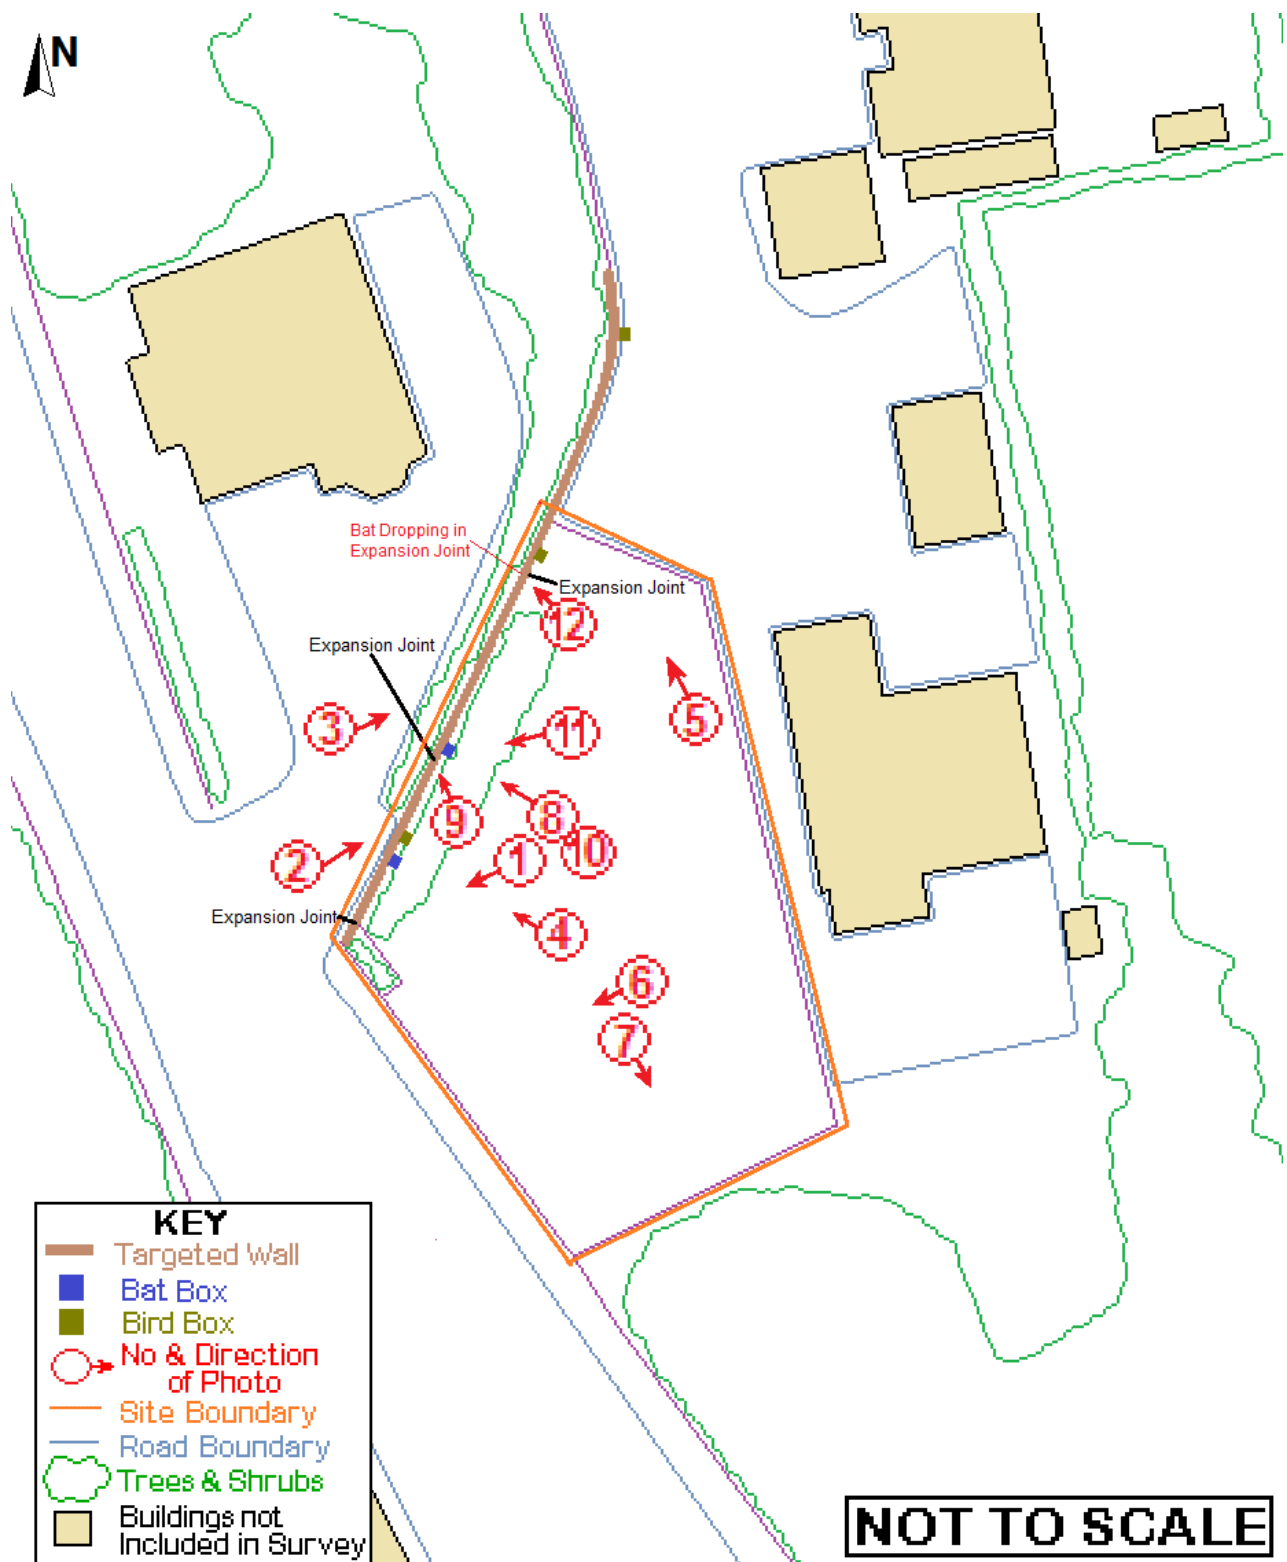 N
Bat Dropping in
Expansion Joint
Expansion Joint
12
Expansion Joint
5
3
11
9
8
10
2
1
Expansion Joint
4
6
7
KEY
Targeted Wall
Bat Box
Bird Box
No & Direction
of Photo
Site Boundary
Road Boundary
Trees & Shrubs
Buildings not
Included in Survey
NOT TO SCALE